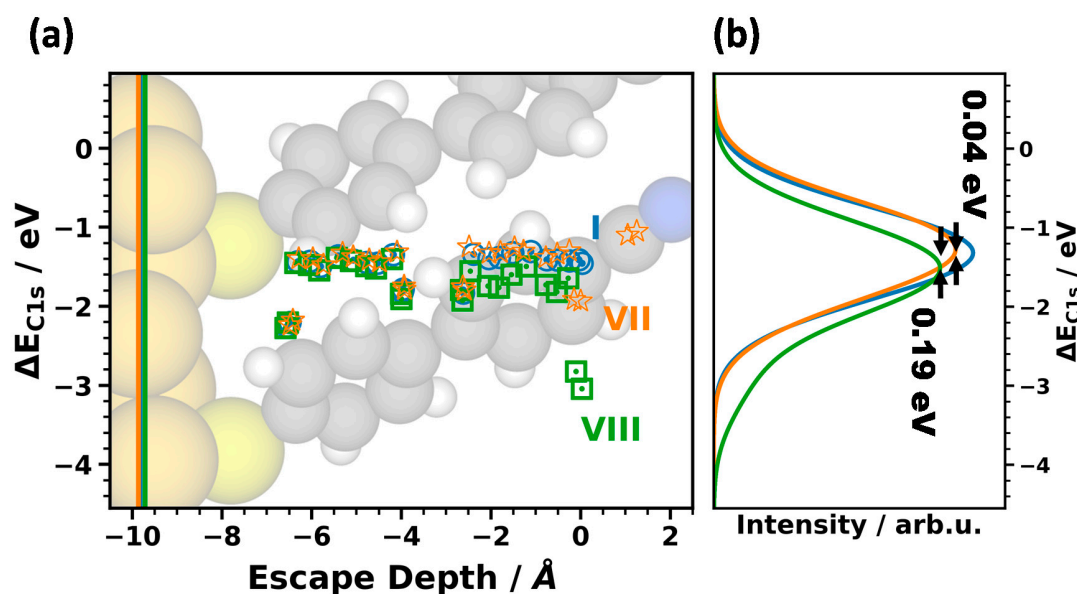 (a)
(b)
ΔE_C1s / eV
0
−1
−2
−3
−4
I
VII
VIII
−10
−8
−6
−4
−2
0
2
Escape Depth / Å
0.04 eV
0.19 eV
0
−1
−2
−3
−4
ΔE_C1s / eV
Intensity / arb.u.